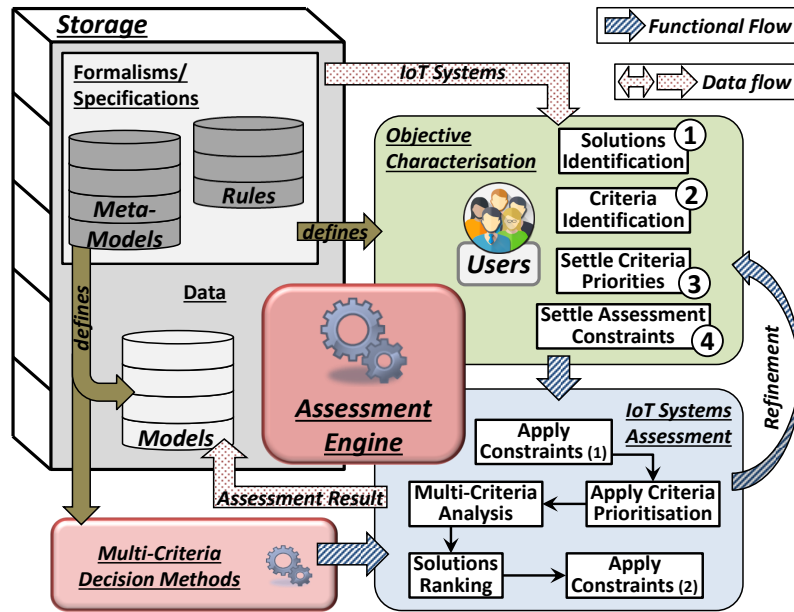 Storage
Functional Flow
Data flow
Formalisms/
Specifications
Meta-
Models
Rules
IoT Systems
Objective
Characterisation
Users
Solutions
Identification
1
Criteria
Identification
2
Settle Criteria
Priorities
3
Settle Assessment
Constraints
4
defines
defines
Data
Models
Assessment
Engine
Refinement
IoT Systems
Assessment
Apply
Constraints (1)
Apply Criteria
Prioritisation
Multi-Criteria
Analysis
Solutions
Ranking
Apply
Constraints (2)
Assessment Result
Multi-Criteria
Decision Methods